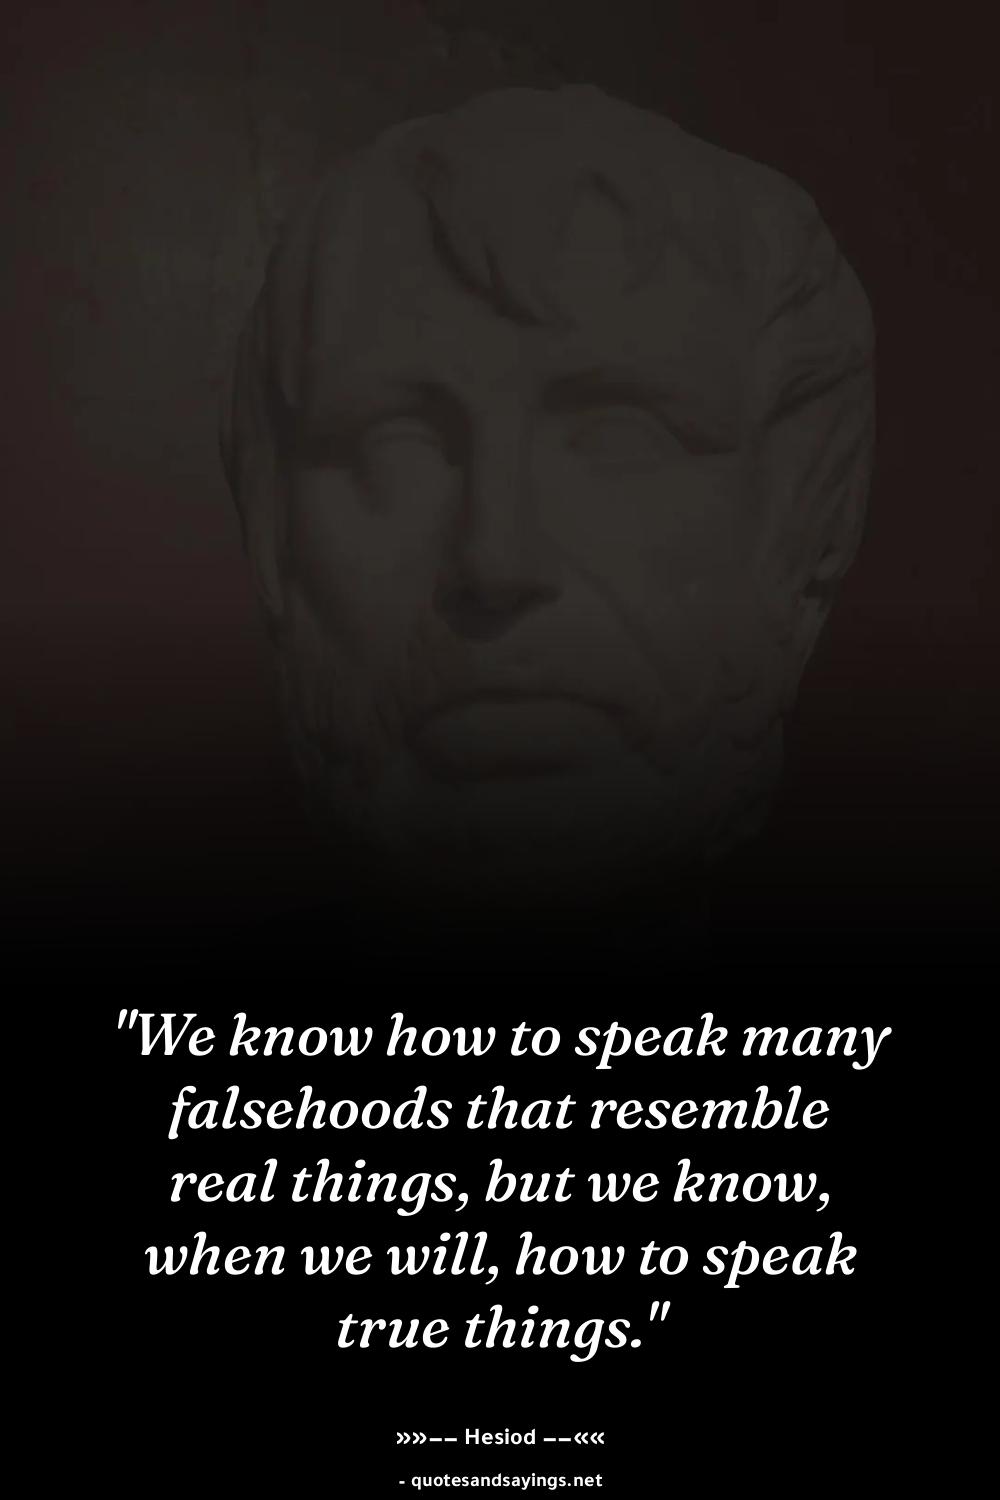 "We know how to speak many
falsehoods that resemble
real things, but we know,
when we will, how to speak
true things."
»»–– Hesiod ––««
- quotesandsayings.net